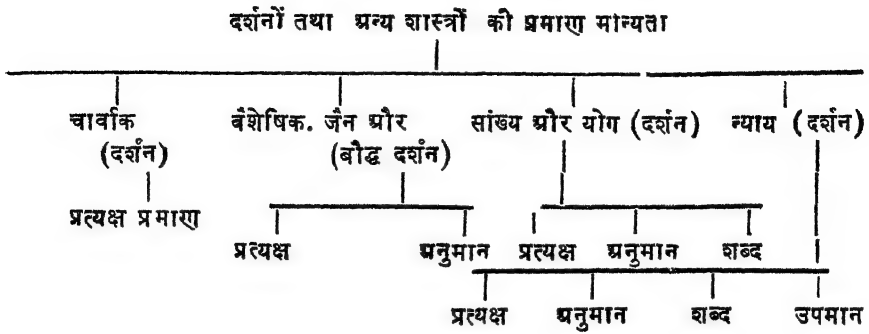 दर्शनों तथा अन्य शास्त्रों की प्रमाण मान्यता
चार्वाक वैशेषिक. जैन और सांख्य और योग (दर्शन) न्याय (दर्शन)
(दर्शन) (बौद्ध दर्शन)
प्रत्यक्ष प्रमाण
प्रत्यक्ष अनुमान प्रत्यक्ष अनुमान शब्द
प्रत्यक्ष अनुमान शब्द उपमान